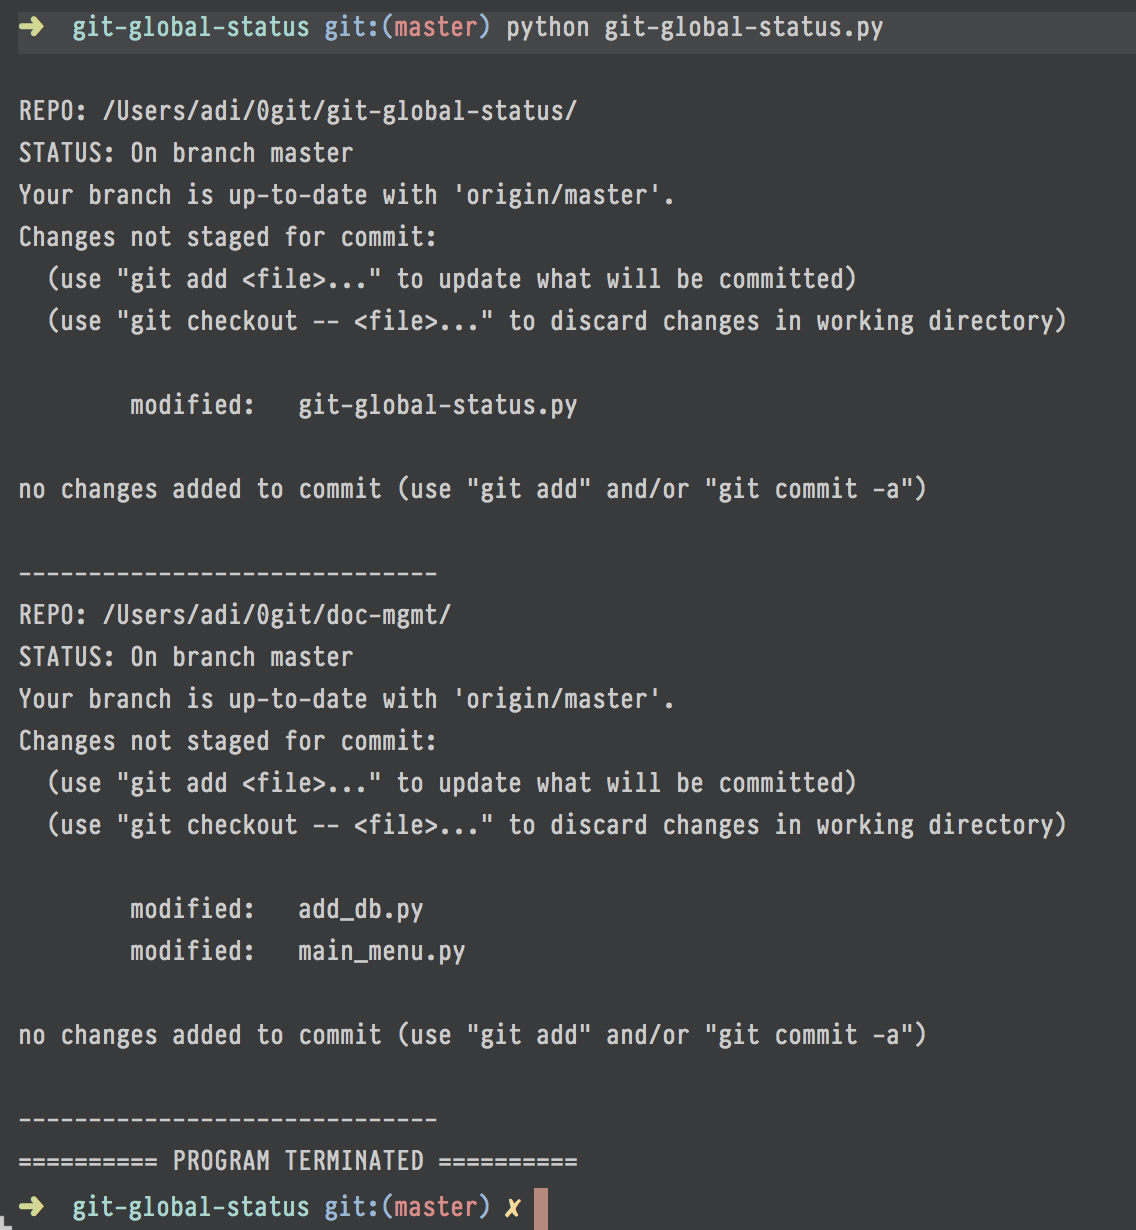 ➜  git-global-status git:(master) python git-global-status.py

REPO: /Users/adi/0git/git-global-status/
STATUS: On branch master
Your branch is up-to-date with 'origin/master'.
Changes not staged for commit:
  (use "git add <file>..." to update what will be committed)
  (use "git checkout -- <file>..." to discard changes in working directory)

        modified:   git-global-status.py

no changes added to commit (use "git add" and/or "git commit -a")

------------------------------
REPO: /Users/adi/0git/doc-mgmt/
STATUS: On branch master
Your branch is up-to-date with 'origin/master'.
Changes not staged for commit:
  (use "git add <file>..." to update what will be committed)
  (use "git checkout -- <file>..." to discard changes in working directory)

        modified:   add_db.py
        modified:   main_menu.py

no changes added to commit (use "git add" and/or "git commit -a")

------------------------------
========== PROGRAM TERMINATED ==========
➜  git-global-status git:(master) ✗